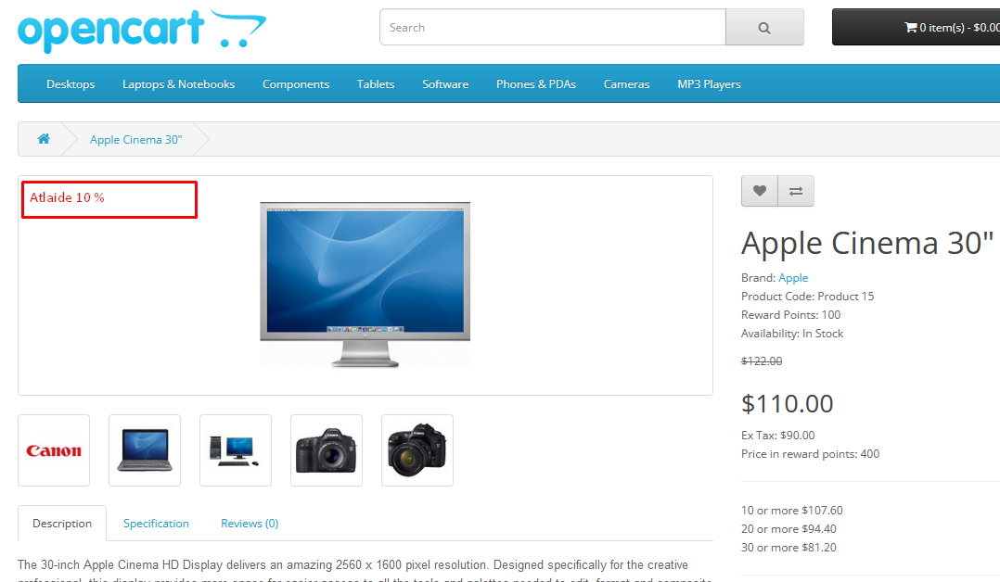 opencart
Search
0 item(s) - $0.00
Desktops
Laptops & Notebooks
Components
Tablets
Software
Phones & PDAs
Cameras
MP3 Players
Apple Cinema 30"
Atlaide 10 %
Apple Cinema 30"
Brand: Apple
Product Code: Product 15
Reward Points: 100
Availability: In Stock
$122.00
$110.00
Ex Tax: $90.00
Price in reward points: 400
Canon
10 or more $107.60
20 or more $94.40
30 or more $81.20
Description
Specification
Reviews (0)
The 30-inch Apple Cinema HD Display delivers an amazing 2560 x 1600 pixel resolution. Designed specifically for the creative